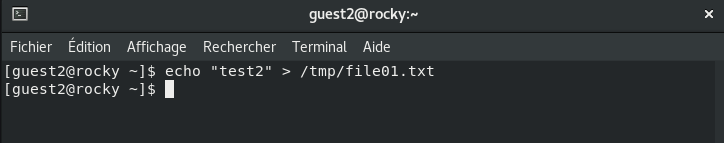 guest2@rocky:~
Fichier Édition Affichage Rechercher Terminal Aide
[guest2@rocky ~]$ echo "test2" > /tmp/file01.txt
[guest2@rocky ~]$